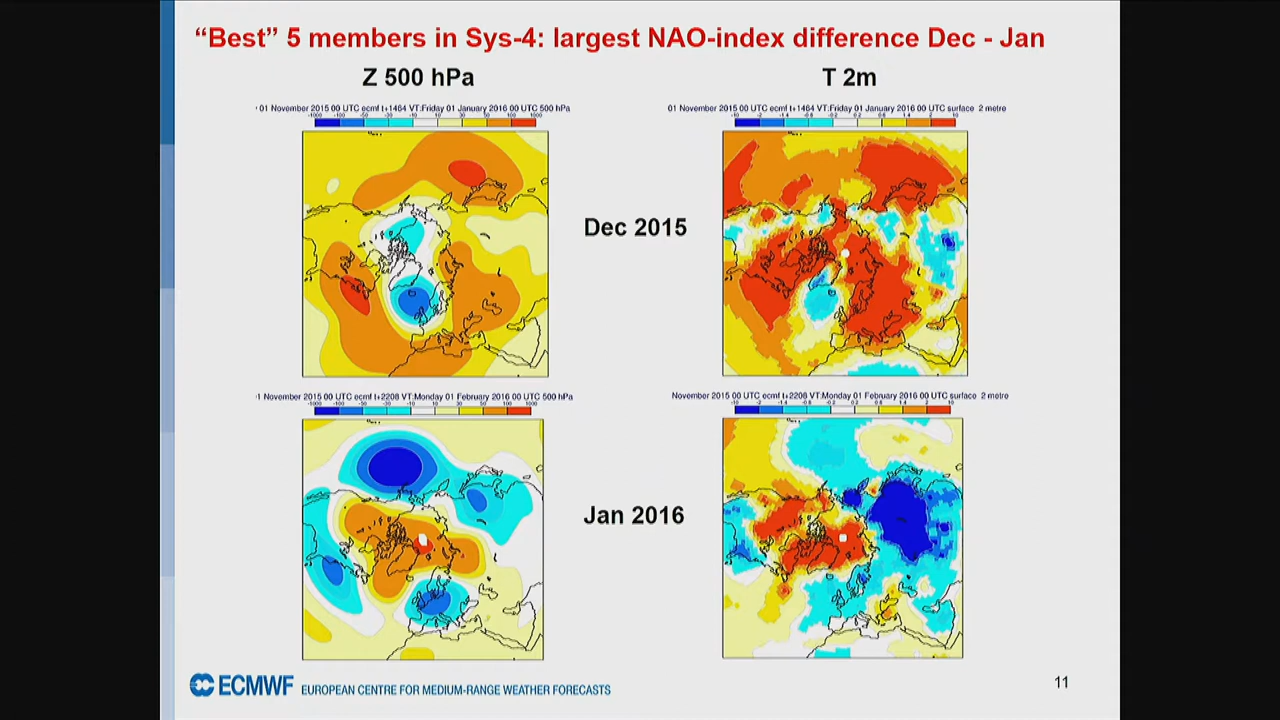 “Best” 5 members in Sys-4: largest NAO-index difference Dec - Jan
Z 500 hPa
T 2m
01 November 2015 00 UTC ecmf t+1464 VT:Friday 01 January 2016 00 UTC 500 hPa
01 November 2015 00 UTC ecmf t+1464 VT:Friday 01 January 2016 00 UTC surface 2 metre
Dec 2015
1 November 2015 00 UTC ecmf t+2208 VT:Monday 01 February 2016 00 UTC 500 hPa
November 2015 00 UTC ecmf t+2208 VT:Monday 01 February 2016 00 UTC surface 2 metre
Jan 2016
ECMWF EUROPEAN CENTRE FOR MEDIUM-RANGE WEATHER FORECASTS
11